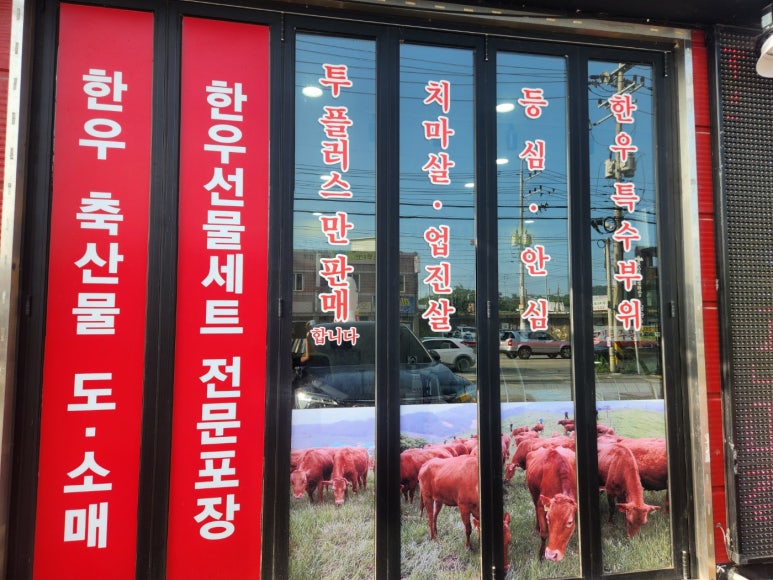 한우 축산물 도·소매
한우선물세트 전문포장
투플러스만판매
합니다
치마살·업진살
등심·안심
한우특수부위